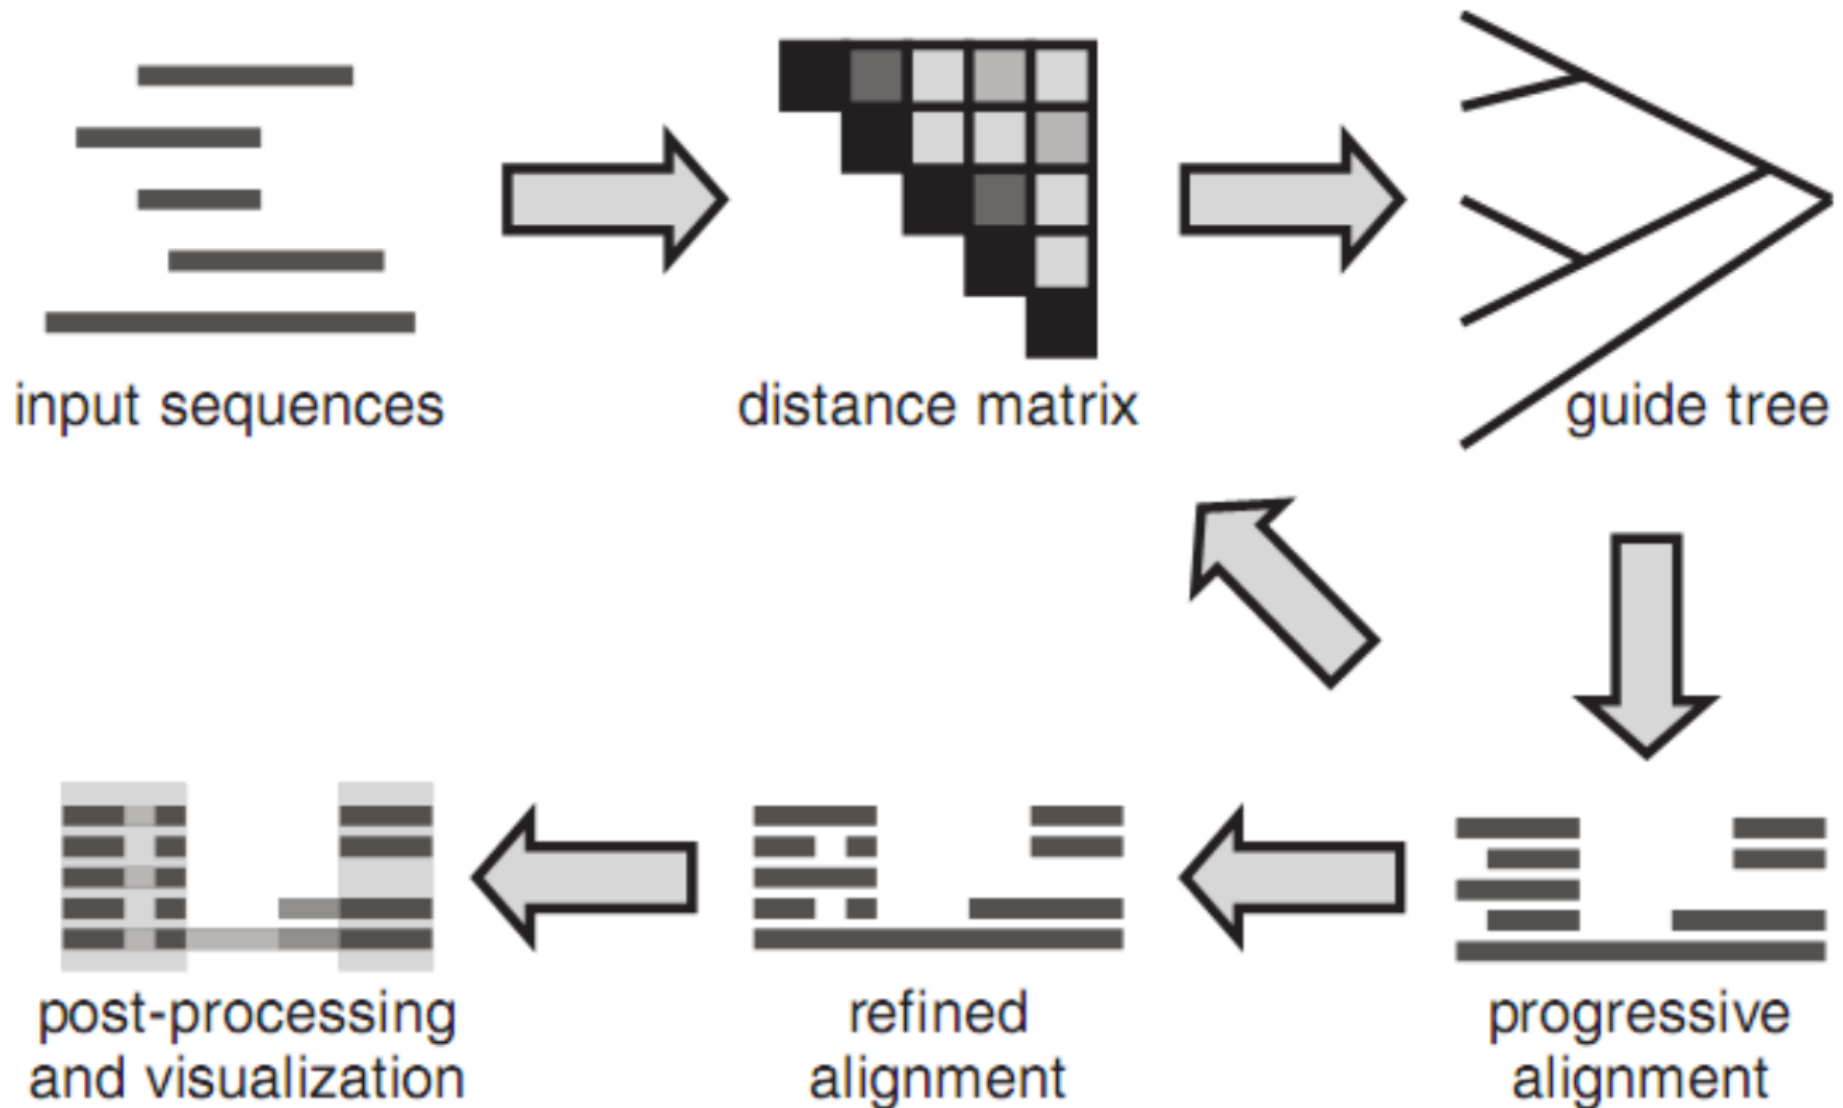 input sequences
distance matrix
guide tree
post-processing
and visualization
refined
alignment
progressive
alignment